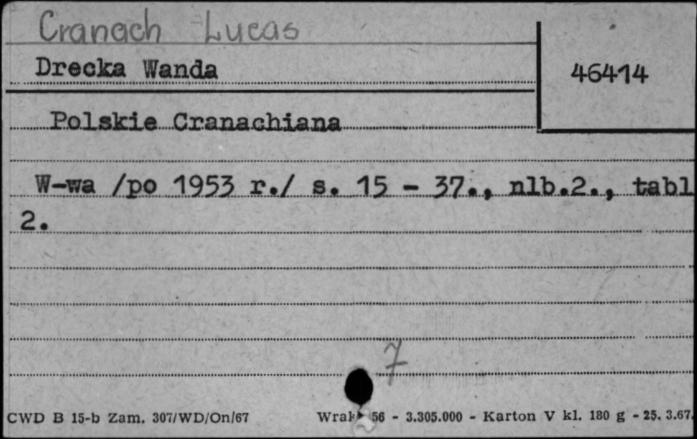 Cranach Lucas
Drecka Wanda
46414
Polskie Cranachiana
W-wa /po 1953 r./ s. 15 - 37., nlb.2., tabl
2.
7
CWD B 15-b Zam. 307/WD/On/67
56 - 3.305.000 - Karton V kl. 180 g - 25. 3.67.